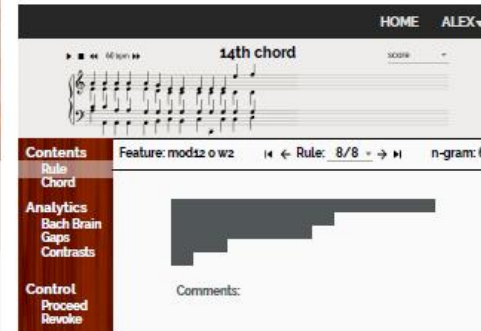 HOME ALEX
60 bpm
14th chord
score
Contents
Rule
Chord
Analytics
Bach Brain
Gaps
Contrasts
Control
Proceed
Revoke
Feature: mod12 o w2 Rule: 8/8 n-gram: 6
Comments: